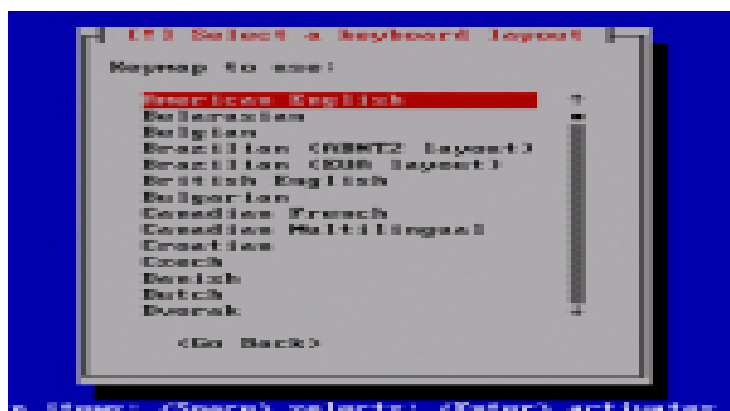 [!] Select a keyboard layout
Keymap to use:
American English
Belarusian
Belgian
Brazilian (ABNT2 layout)
Brazilian (EUA layout)
British English
Bulgarian
Canadian French
Canadian Multilingual
Croatian
Czech
Danish
Dutch
Dvorak
<Go Back>
<Space> selects; <Enter> activates